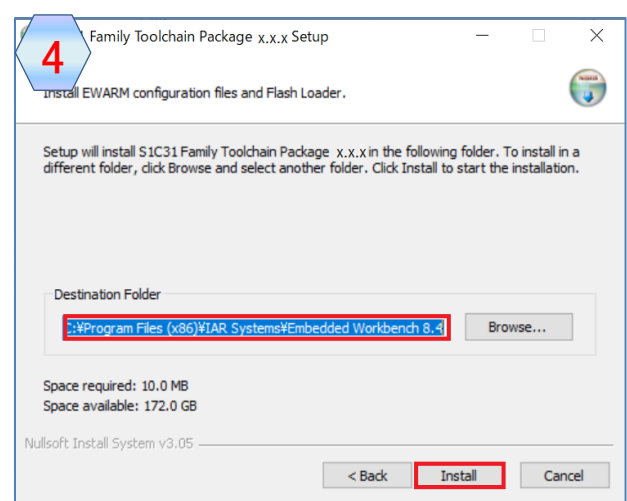 4
Family Toolchain Package x.x.x Setup
Install EWARM configuration files and Flash Loader.
Setup will install S1C31 Family Toolchain Package x.x.x in the following folder. To install in a
different folder, click Browse and select another folder. Click Install to start the installation.
Destination Folder
C:¥Program Files (x86)¥IAR Systems¥Embedded Workbench 8.4
Browse...
Space required: 10.0 MB
Space available: 172.0 GB
Nullsoft Install System v3.05
< Back
Install
Cancel